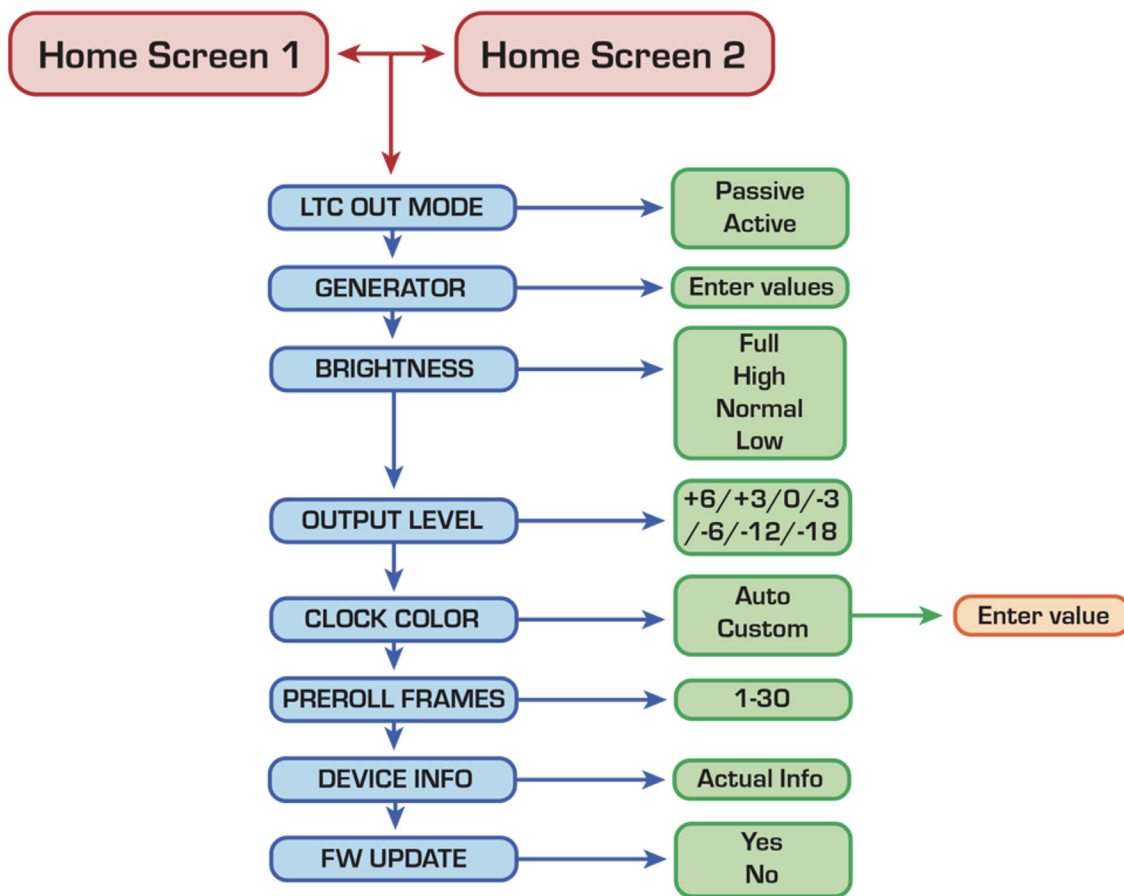 Home Screen 1
Home Screen 2
LTC OUT MODE
Passive
Active
GENERATOR
Enter values
BRIGHTNESS
Full
High
Normal
Low
OUTPUT LEVEL
+6/+3/0/-3
/-6/-12/-18
CLOCK COLOR
Auto
Custom
Enter value
PREROLL FRAMES
1-30
DEVICE INFO
Actual Info
FW UPDATE
Yes
No